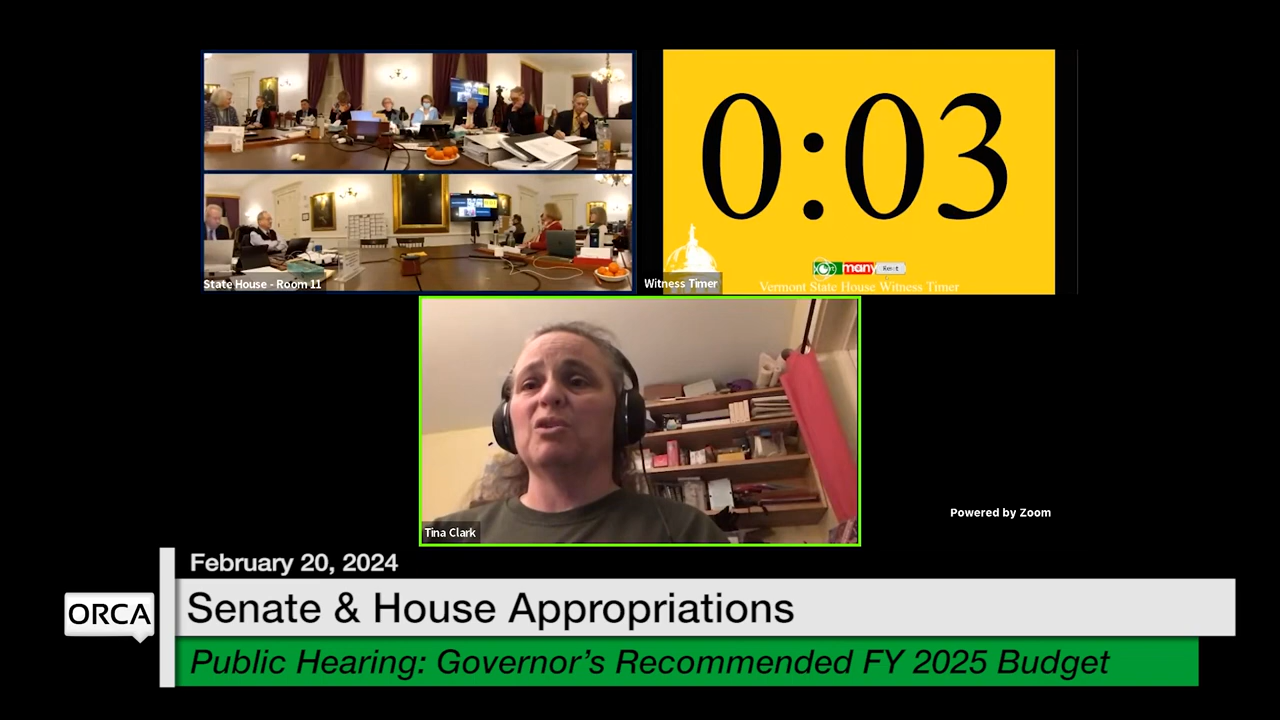 0:03
many
State House - Room 11
Witness Timer
Vermont State House Witness Timer
Tina Clark
Powered by Zoom
February 20, 2024
ORCA
Senate & House Appropriations
Public Hearing: Governor's Recommended FY 2025 Budget